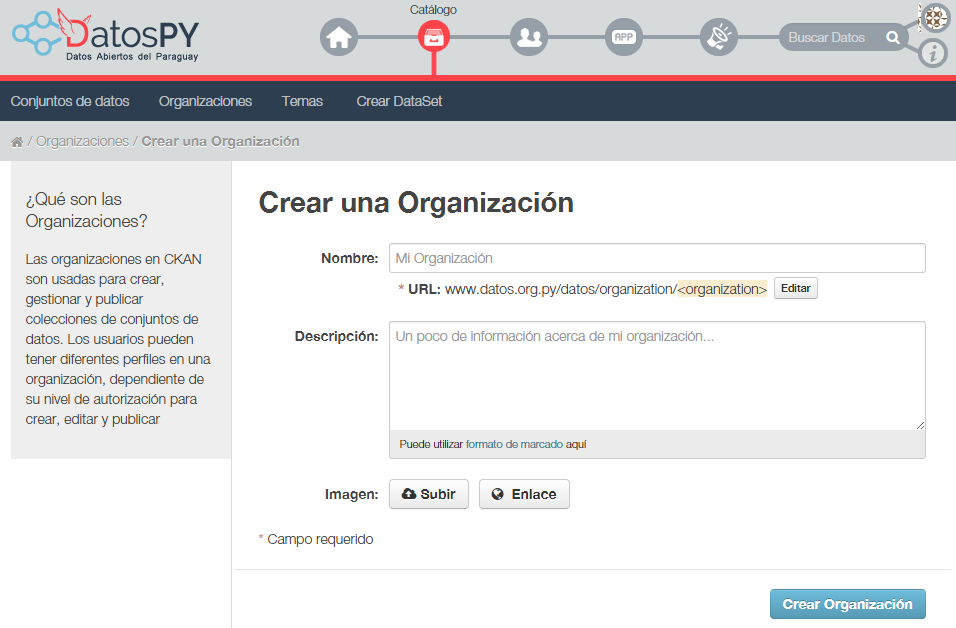 DatosPY
Datos Abiertos del Paraguay
Catálogo
APP
Buscar Datos
i
Conjuntos de datos Organizaciones Temas Crear DataSet
/ Organizaciones / Crear una Organización
¿Qué son las
Organizaciones?
Las organizaciones en CKAN
son usadas para crear,
gestionar y publicar
colecciones de conjuntos de
datos. Los usuarios pueden
tener diferentes perfiles en una
organización, dependiente de
su nivel de autorización para
crear, editar y publicar
Crear una Organización
Nombre: Mi Organización
* URL: www.datos.org.py/datos/organization/<organization> Editar
Descripción: Un poco de información acerca de mi organización...
Puede utilizar formato de marcado aquí
Imagen: Subir Enlace
* Campo requerido
Crear Organización